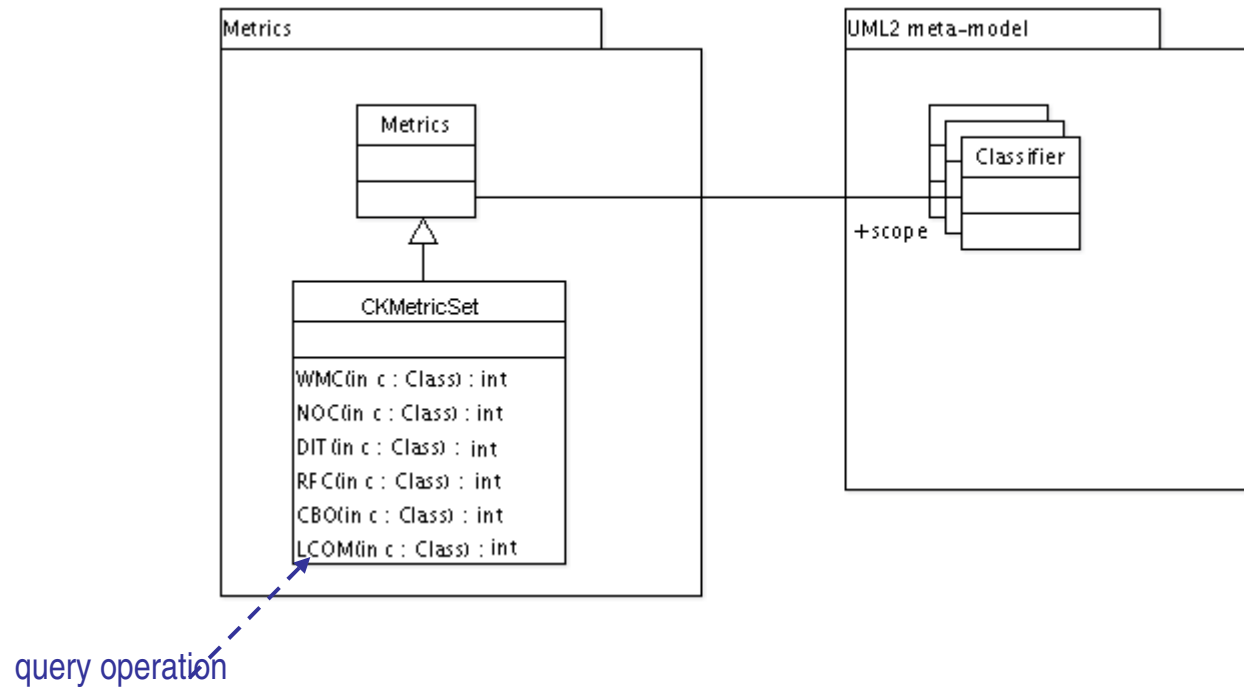 Metrics
UML2 meta-model
Metrics
Classifier
+scope
CKMetricSet
WMC(in c : Class) : int
NOC(in c : Class) : int
DIT(in c : Class) : int
RFC(in c : Class) : int
CBO(in c : Class) : int
LCOM(in c : Class) : int
query operation